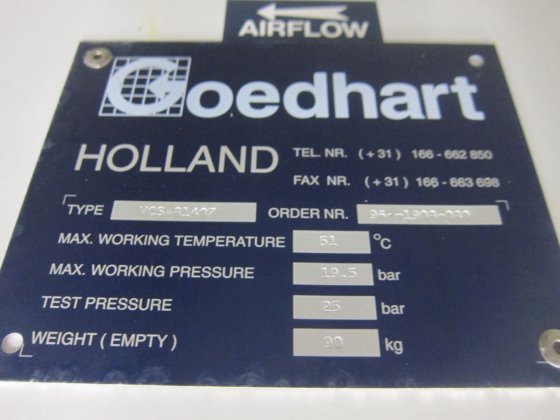 AIRFLOW
Goedhart
HOLLAND
TEL. NR. (+31) 166-662 850
FAX NR. (+31) 166-663 698
TYPE ORDER NR.
MAX. WORKING TEMPERATURE 51 °C
MAX. WORKING PRESSURE 19.5 bar
TEST PRESSURE 25 bar
WEIGHT ( EMPTY ) 90 kg